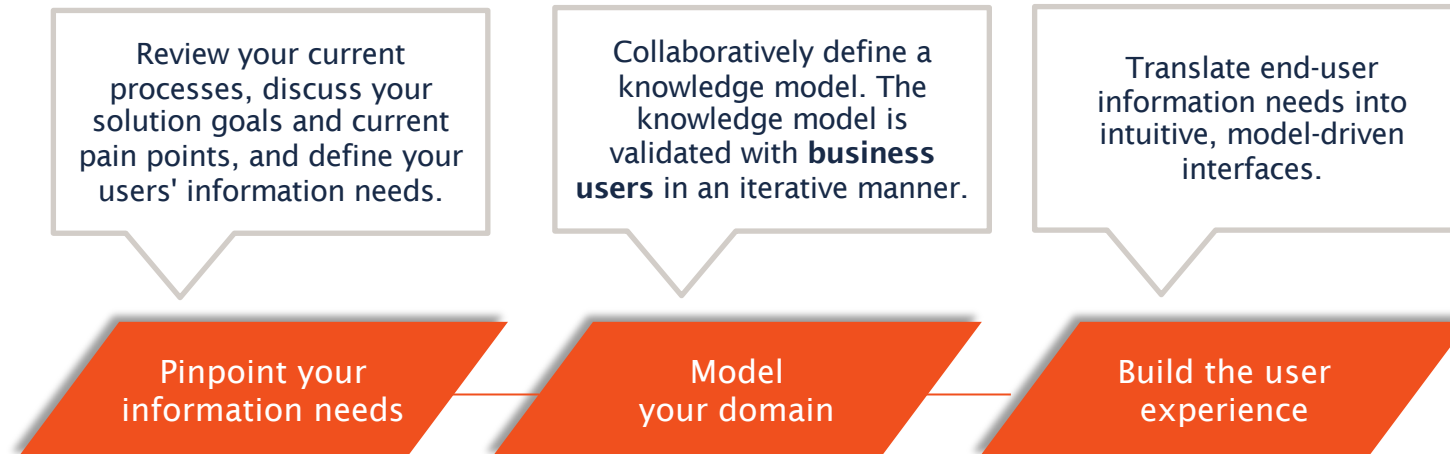 Review your current
processes, discuss your
solution goals and current
pain points, and define your
users' information needs.
Collaboratively define a
knowledge model. The
knowledge model is
validated with business
users in an iterative manner.
Translate end-user
information needs into
intuitive, model-driven
interfaces.
Pinpoint your
information needs
Model
your domain
Build the user
experience